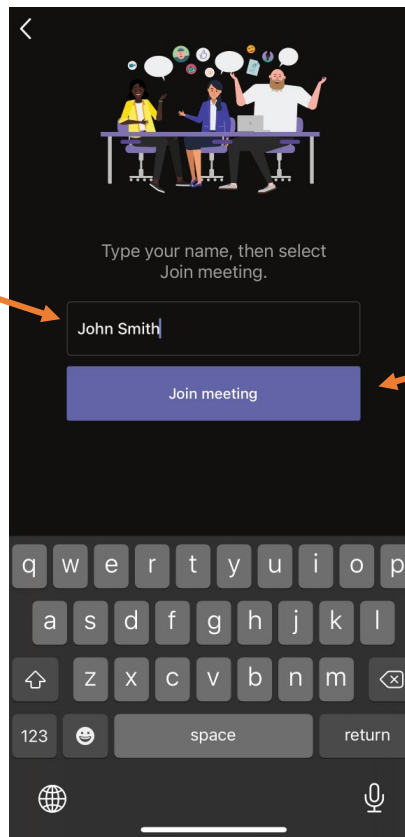 Type your name, then select
Join meeting.
John Smith
Join meeting
q w e r t y u i o p
a s d f g h j k l
z x c v b n m
123 space return